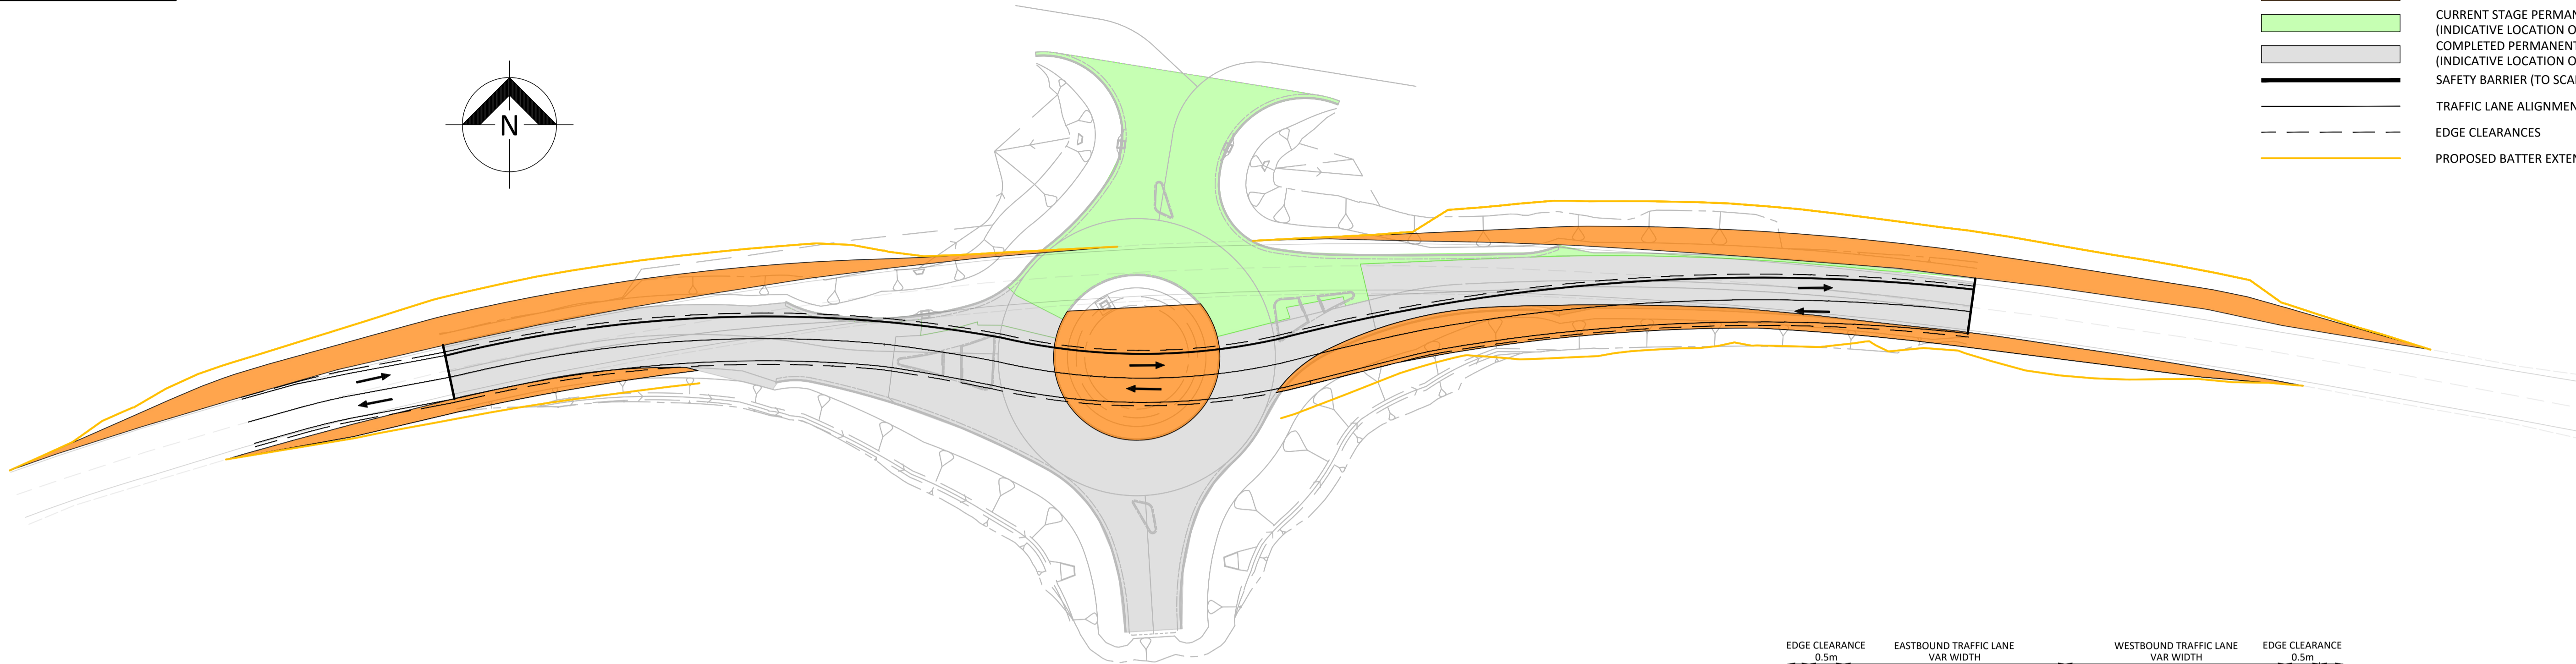 N
CURRENT STAGE PERMAN
(INDICATIVE LOCATION O
COMPLETED PERMANENT
(INDICATIVE LOCATION O
SAFETY BARRIER (TO SCA
TRAFFIC LANE ALIGNMEN
EDGE CLEARANCES
PROPOSED BATTER EXTEN
EDGE CLEARANCE
0.5m
EASTBOUND TRAFFIC LANE
VAR WIDTH
WESTBOUND TRAFFIC LANE
VAR WIDTH
EDGE CLEARANCE
0.5m